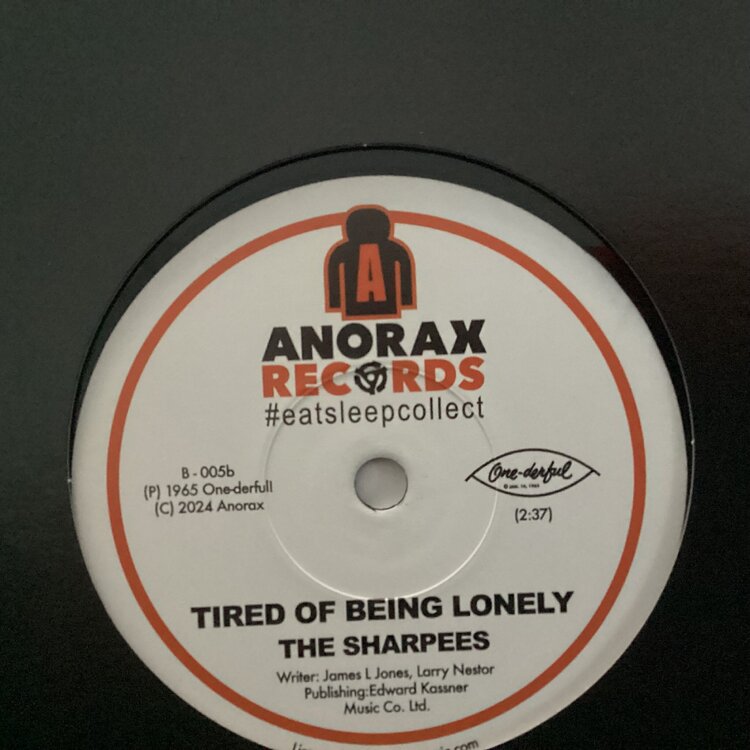 A
ANORAX
RECORDS
#eatsleepcollect
B - 005b
(P) 1965 One-derfull
(C) 2024 Anorax
One-derful
(2:37)
TIRED OF BEING LONELY
THE SHARPEES
Writer: James L Jones, Larry Nestor
Publishing:Edward Kassner
Music Co. Ltd.